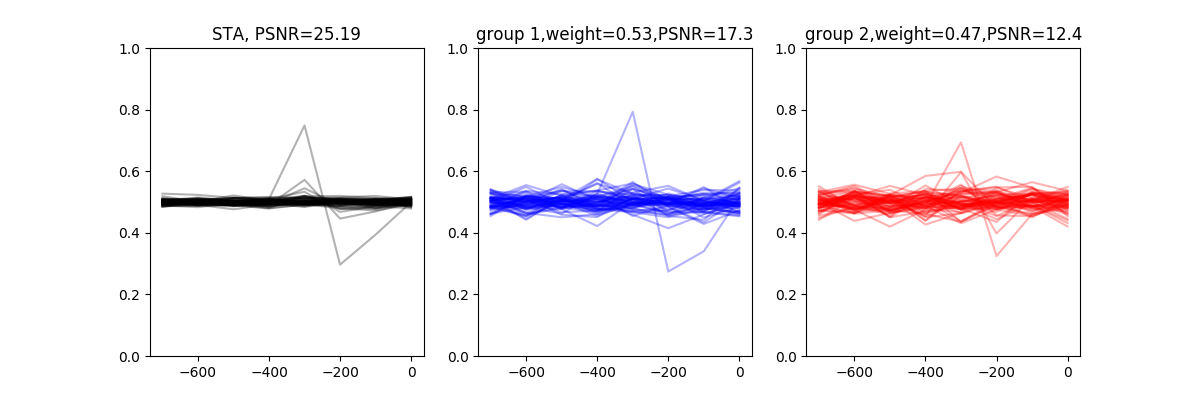 STA, PSNR=25.19
group 1,weight=0.53,PSNR=17.3
group 2,weight=0.47,PSNR=12.4
1.0 1.0 1.0
0.8 0.8 0.8
0.6 0.6 0.6
0.4 0.4 0.4
0.2 0.2 0.2
0.0 0.0 0.0
−600 −400 −200 0 −600 −400 −200 0 −600 −400 −200 0